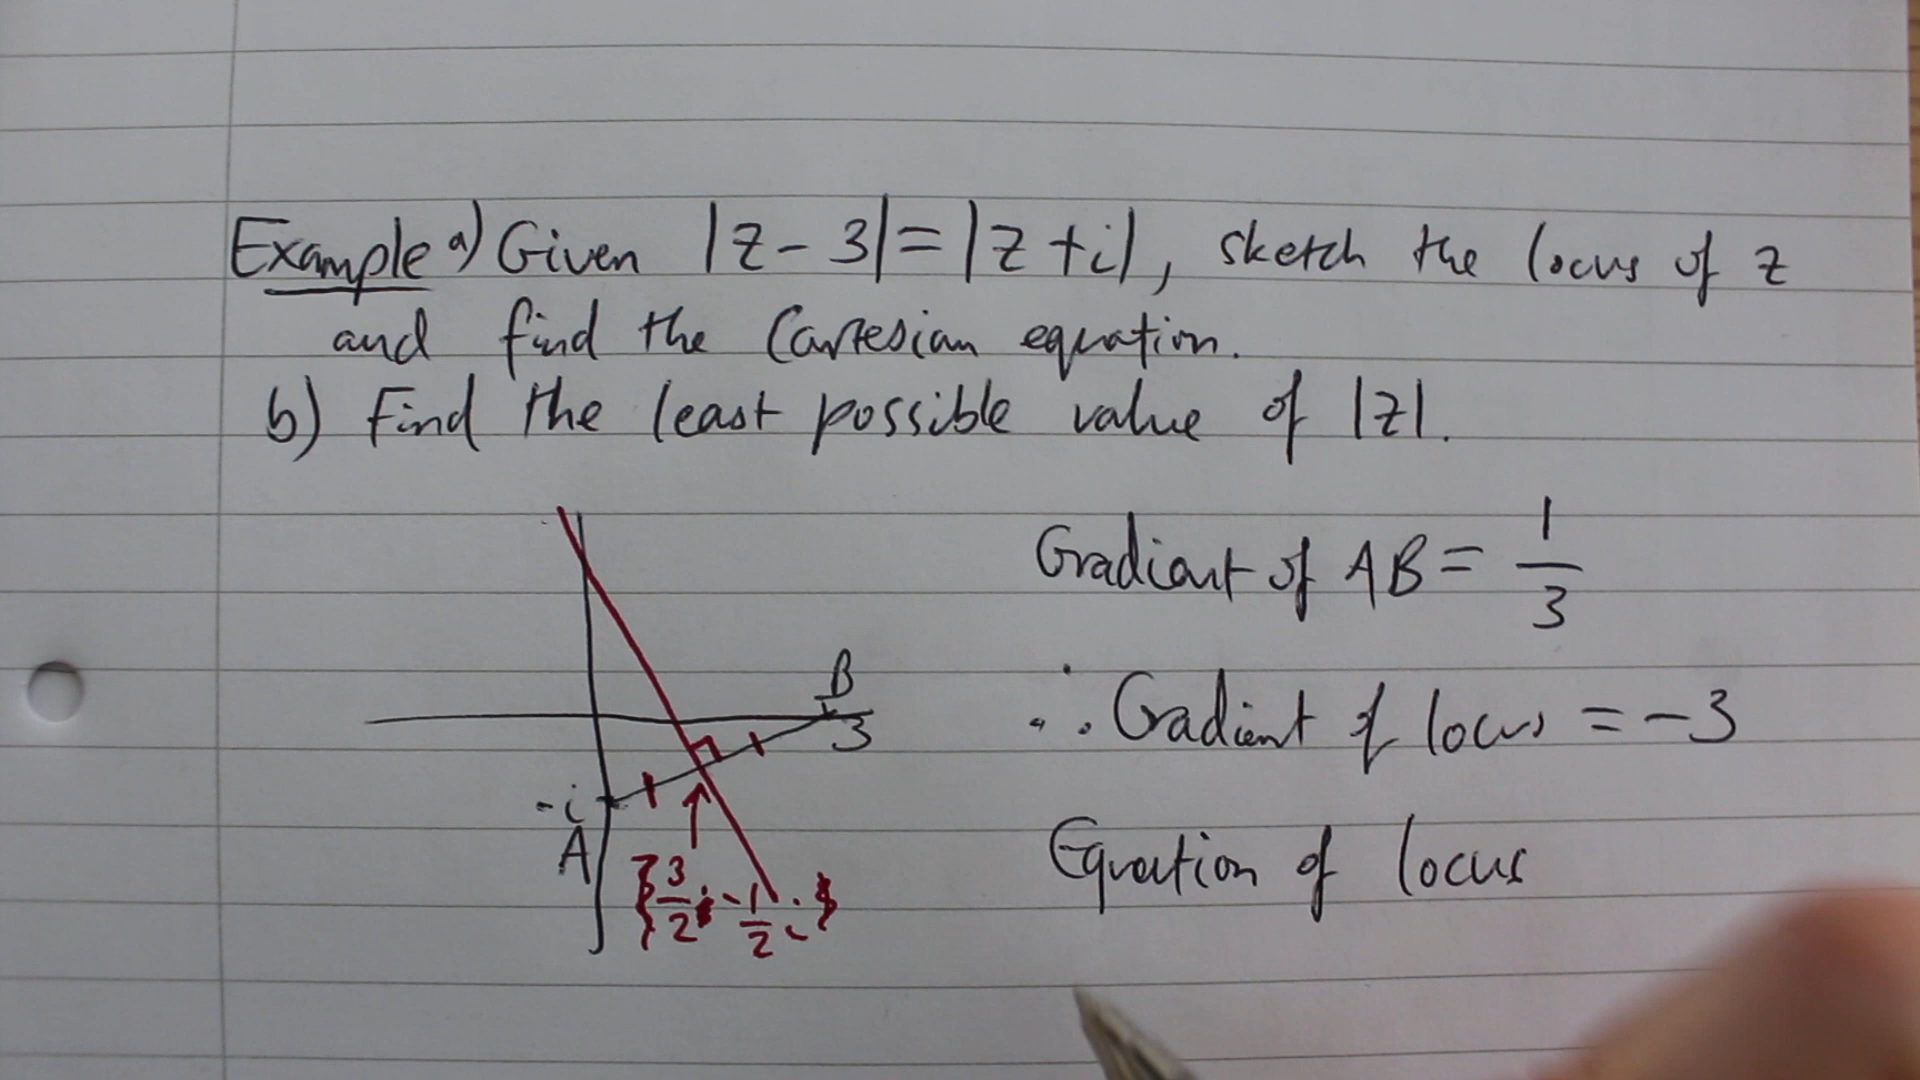 Example a) Given |z - 3| = |z + i|, sketch the locus of z
and find the Cartesian equation.
b) Find the least possible value of |z|.
Gradient of AB = 1/3
∴ Gradient of locus = -3
Equation of locus
B
3
-i
A
3/2 - 1/2 i